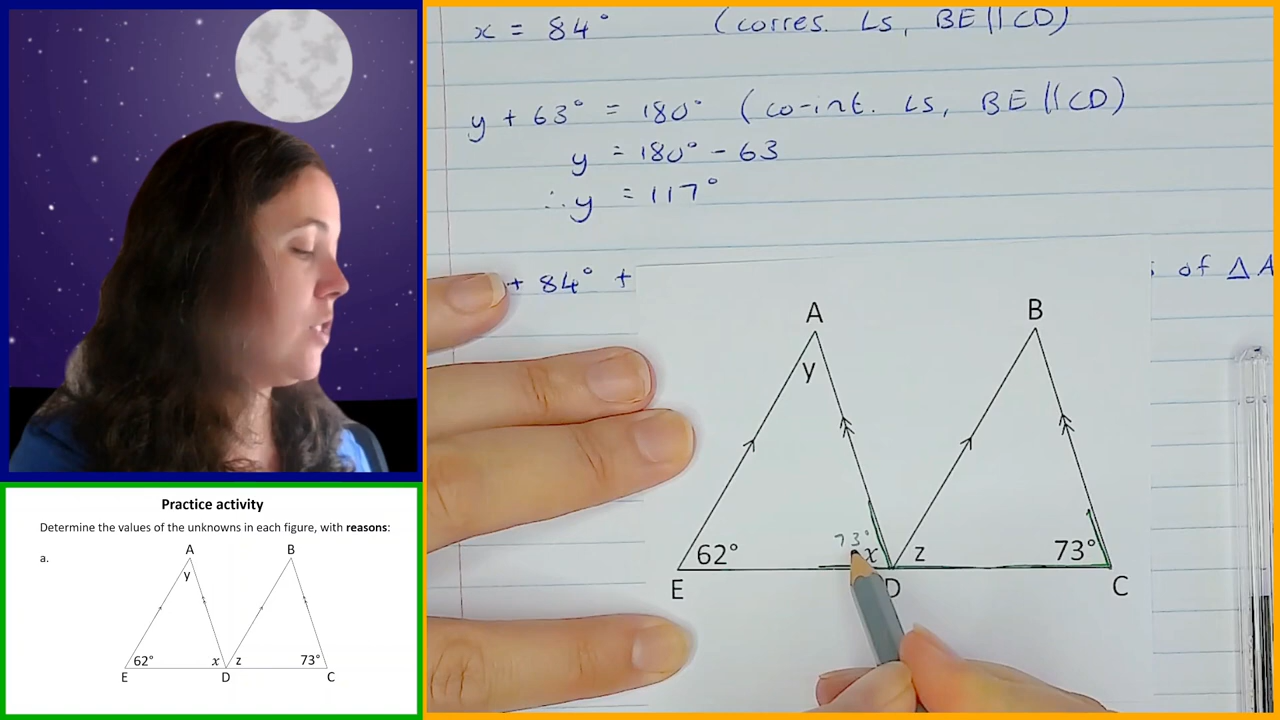 x = 84° (corres. ∠s, BE||CD)
y + 63° = 180° (co-int. ∠s, BE||CD)
y = 180° - 63
∴ y = 117°
+ 84° + of △A
A
B
y
73°
62°
x
z
73°
E
D
C
Practice activity
Determine the values of the unknowns in each figure, with reasons:
a.
A
B
y
62°
x
z
73°
E
D
C